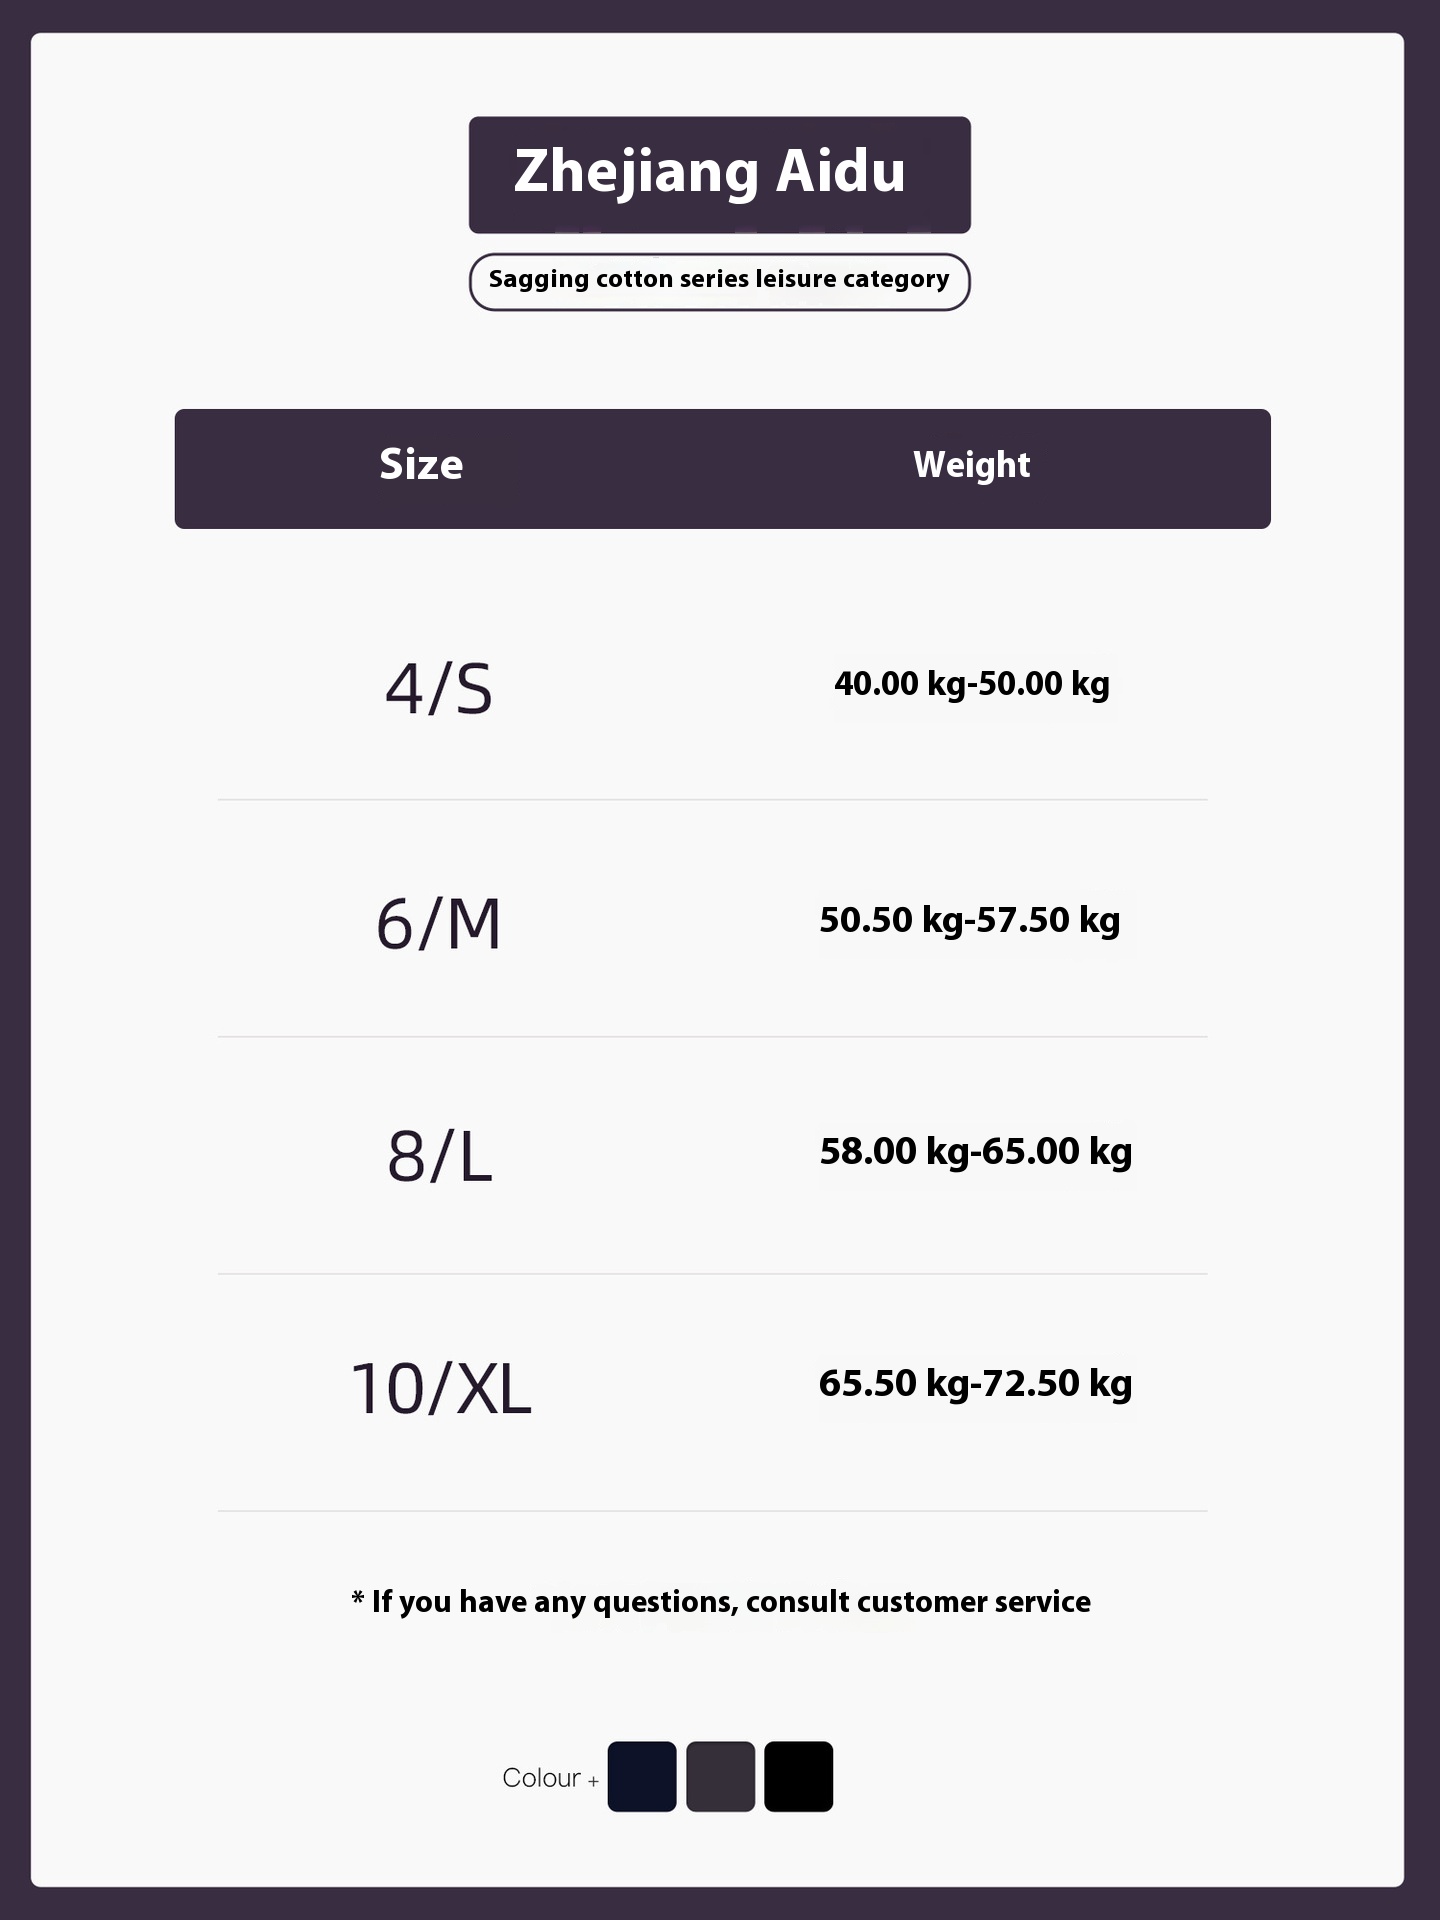 Zhejiang Aidu
Sagging cotton series leisure category
Size Weight
4/S 40.00 kg-50.00 kg
6/M 50.50 kg-57.50 kg
8/L 58.00 kg-65.00 kg
10/XL 65.50 kg-72.50 kg
* If you have any questions, consult customer service
Colour +